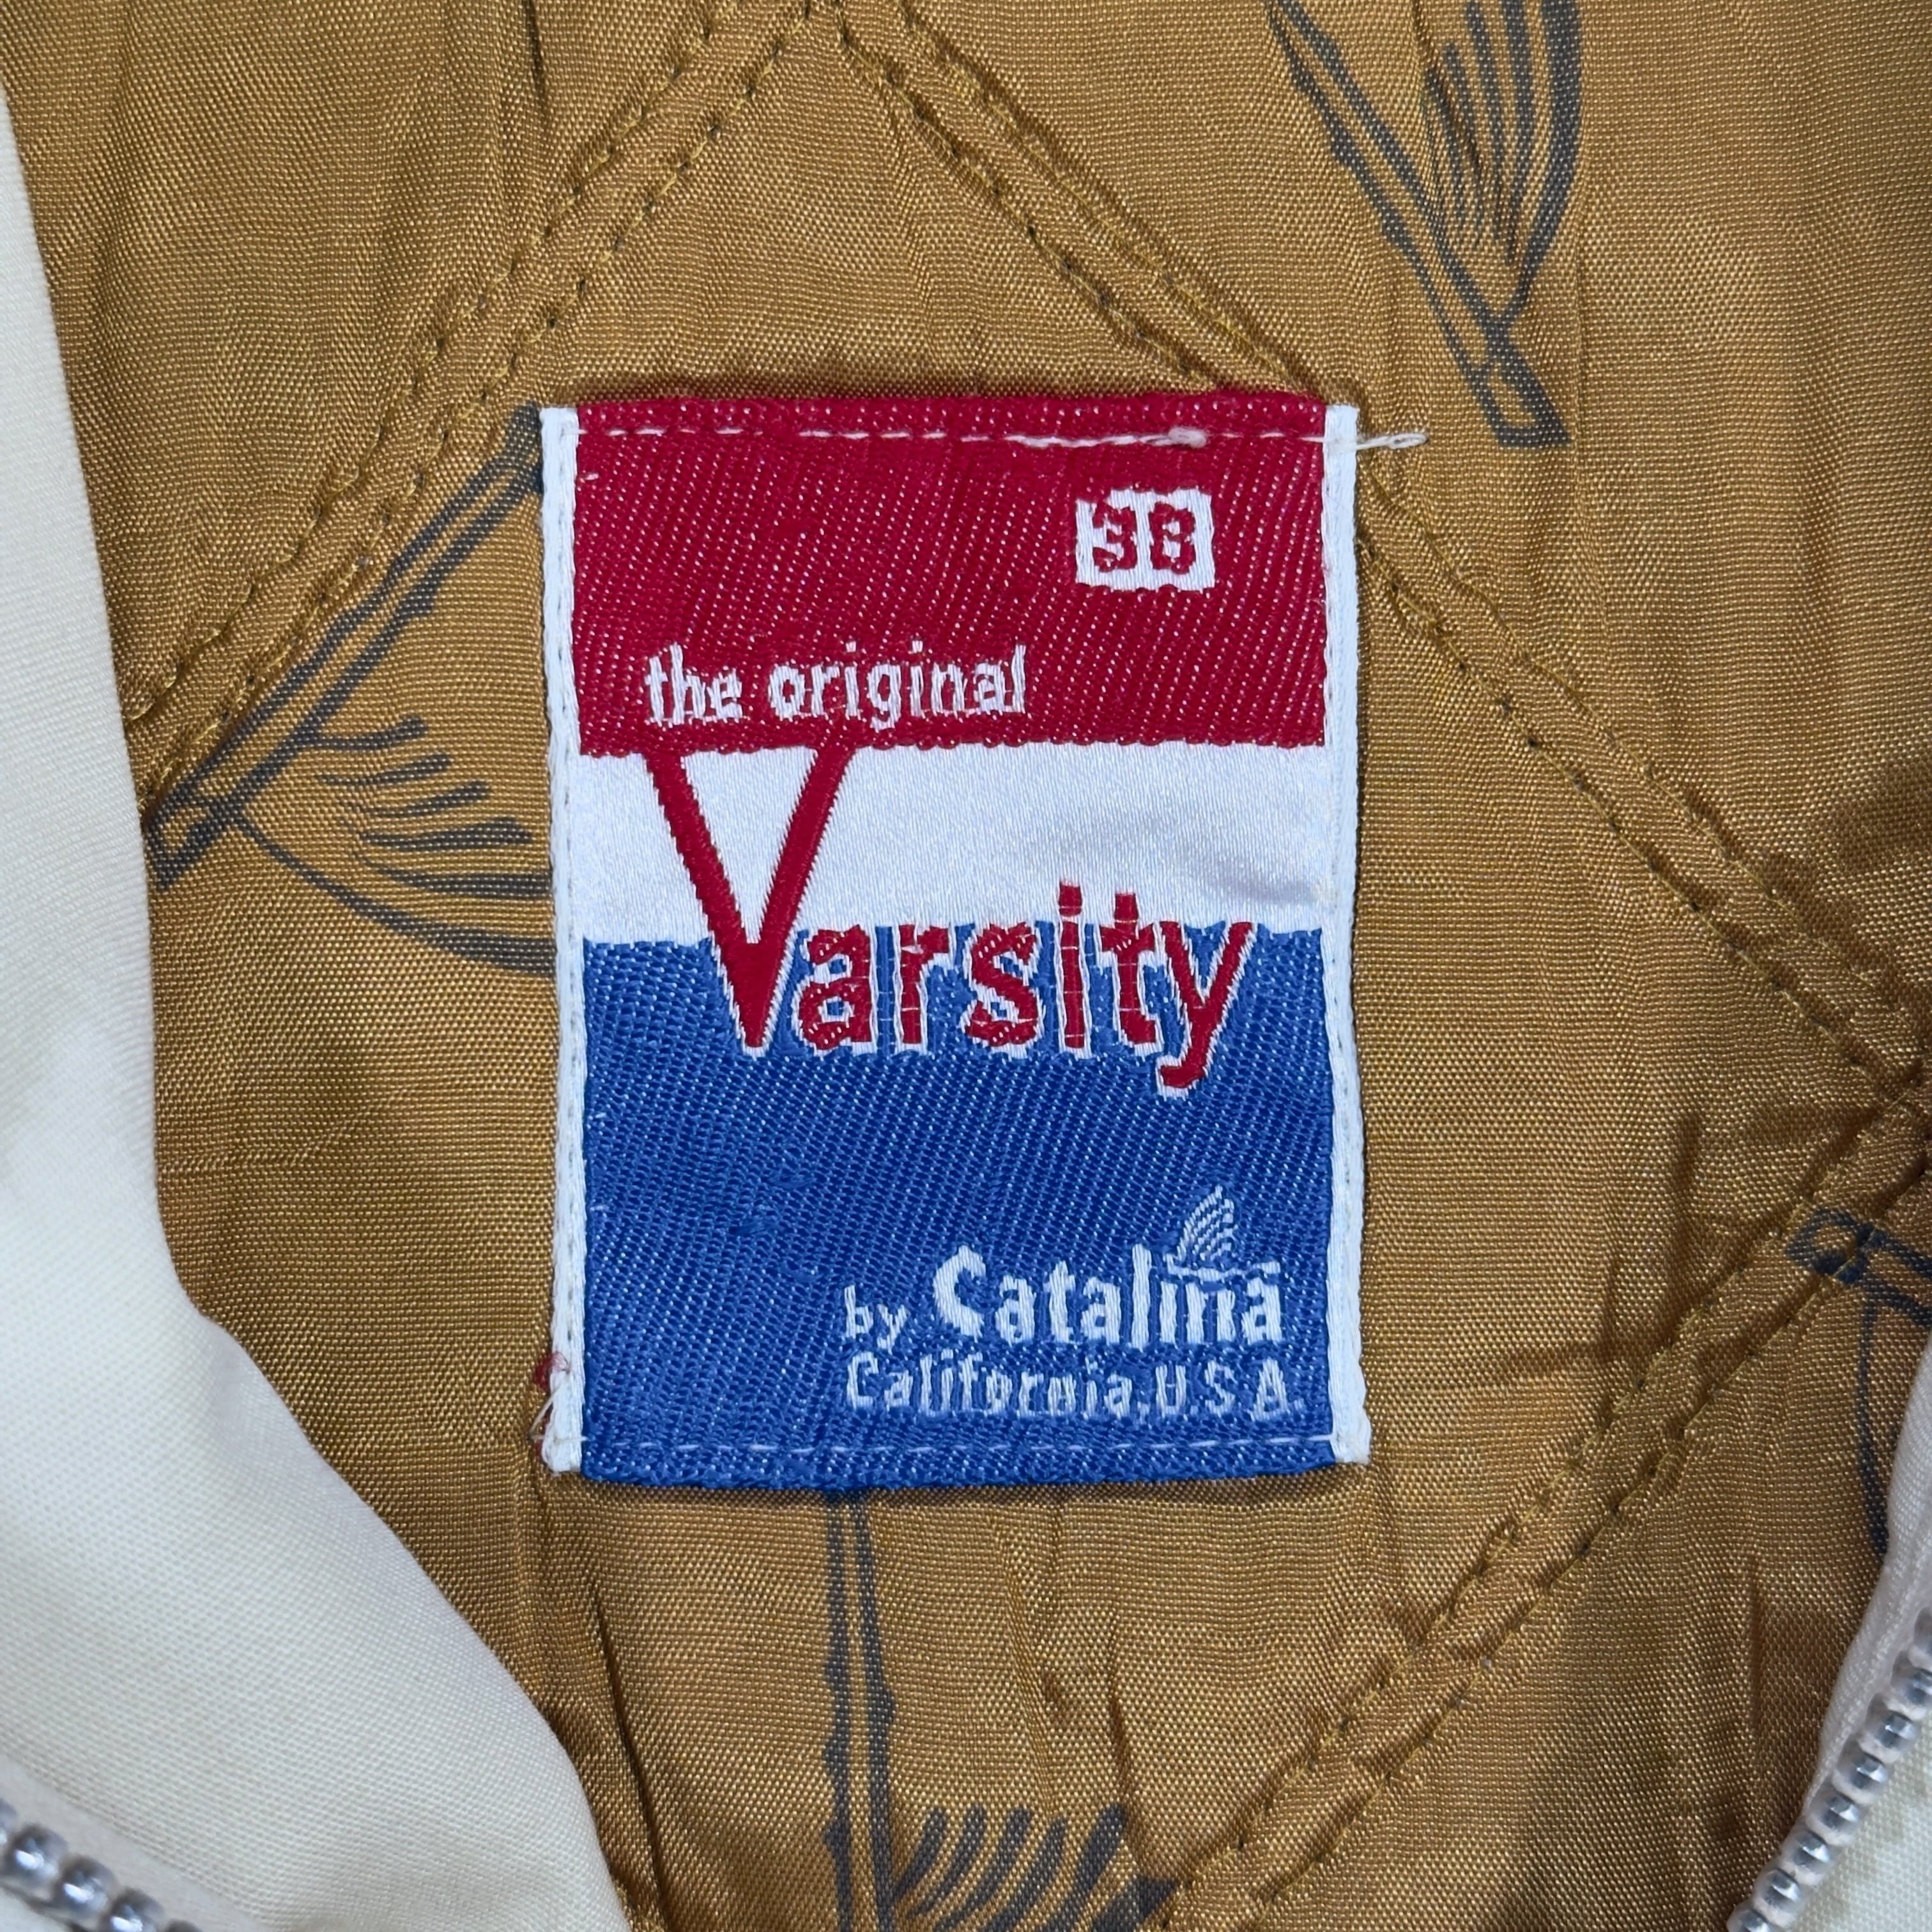 38
the original
Varsity
by Catalina
California, U.S.A.